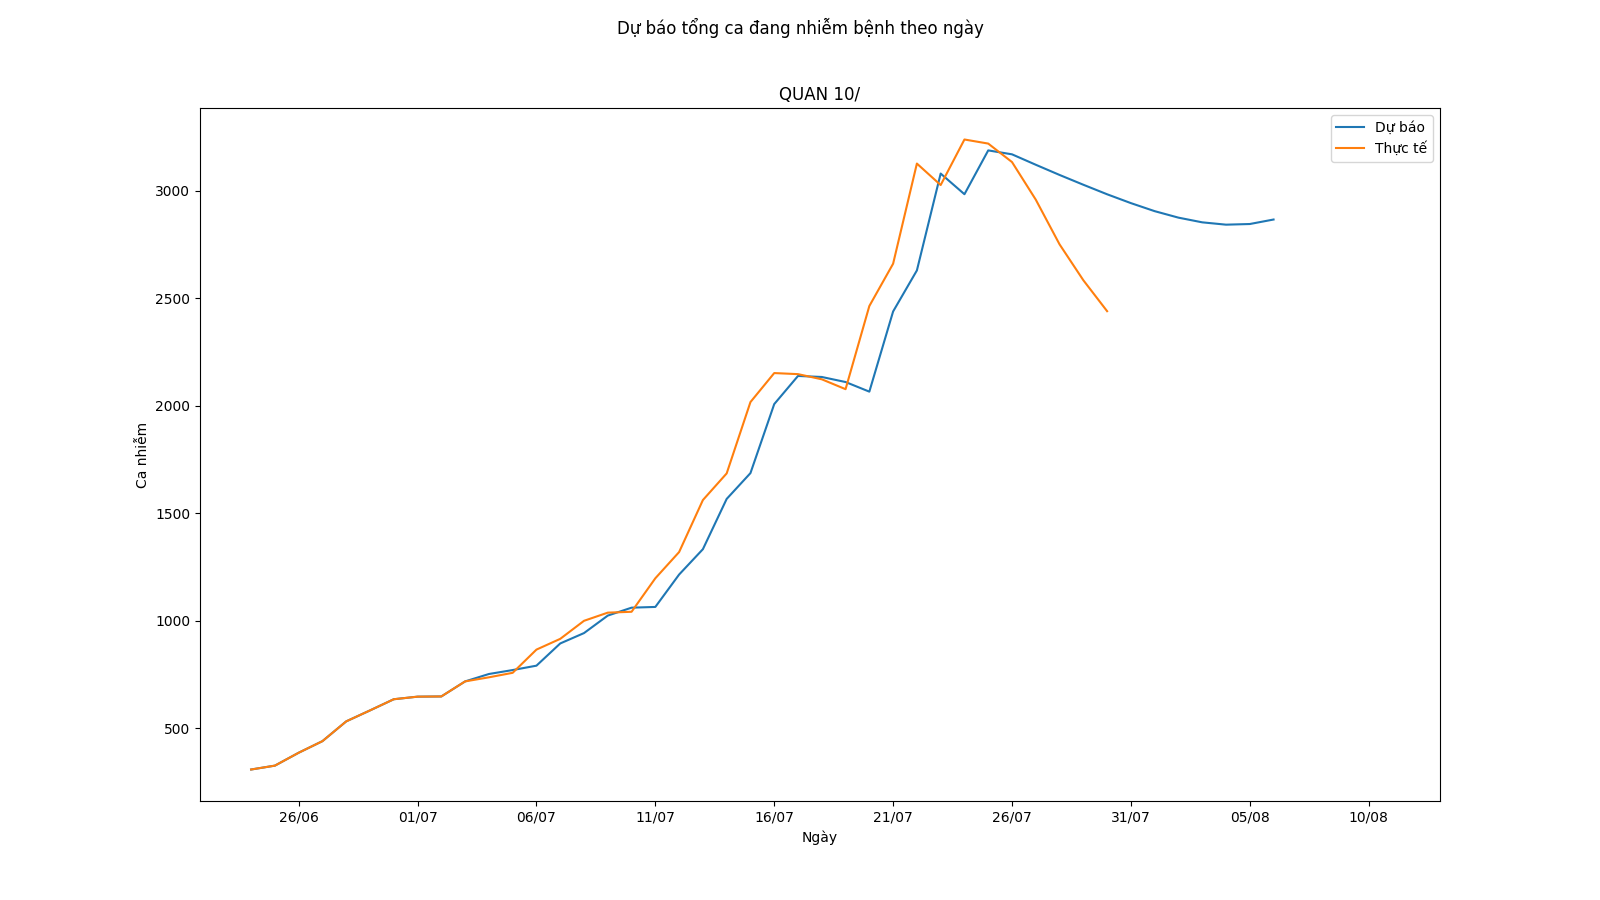 Dự báo tổng ca đang nhiễm bệnh theo ngày
QUAN 10/
Dự báo
Thực tế
3000
2500
2000
1500
1000
500
Ca nhiễm
26/06
01/07
06/07
11/07
16/07
21/07
26/07
31/07
05/08
10/08
Ngày